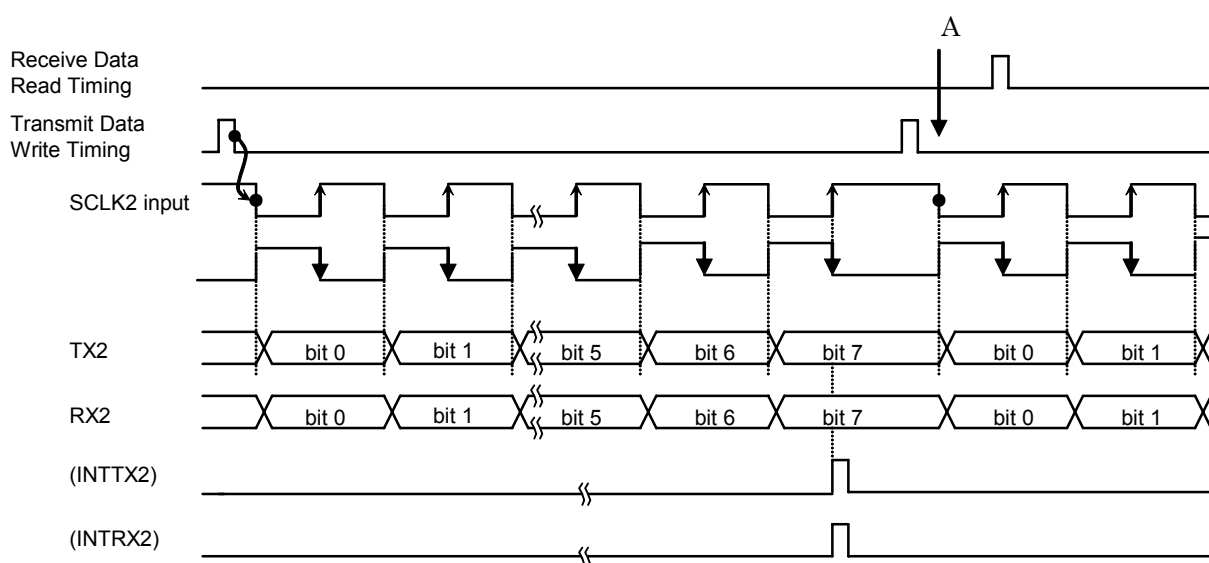 A
Receive Data
Read Timing
Transmit Data
Write Timing
SCLK2 input
TX2 bit 0 bit 1 bit 5 bit 6 bit 7 bit 0 bit 1
RX2 bit 0 bit 1 bit 5 bit 6 bit 7 bit 0 bit 1
(INTTX2)
(INTRX2)